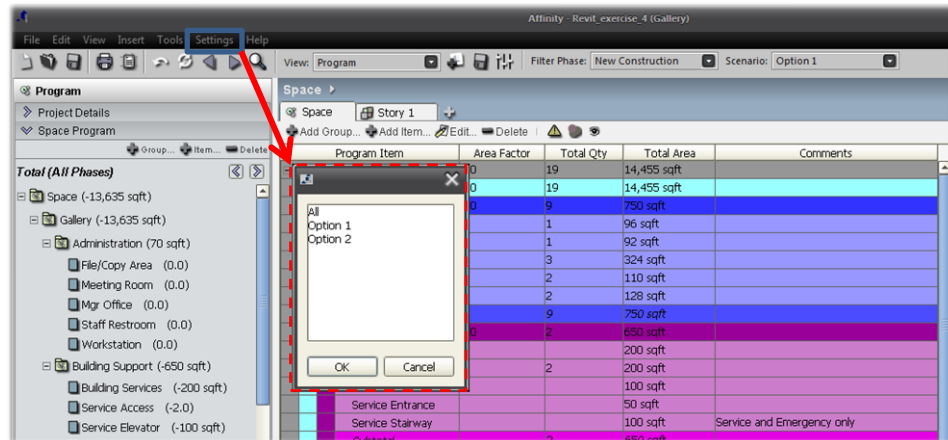 Affinity - Revit_exercise_4 (Gallery)
File Edit View Insert Tools Settings Help
View: Program Filter Phase: New Construction Scenario: Option 1
Program
Project Details
Space Program
Group... Item... Delete
Total (All Phases)
Space (-13,635 sqft)
Gallery (-13,635 sqft)
Administration (70 sqft)
File/Copy Area (0.0)
Meeting Room (0.0)
Mgr Office (0.0)
Staff Restroom (0.0)
Workstation (0.0)
Building Support (-650 sqft)
Building Services (-200 sqft)
Service Access (-2.0)
Service Elevator (-100 sqft)
Space
Space Story 1
Add Group... Add Item... Edit... Delete
Program Item Area Factor Total Qty Total Area Comments
0 19 14,455 sqft
0 19 14,455 sqft
0 9 750 sqft
1 96 sqft
1 92 sqft
3 324 sqft
2 110 sqft
2 128 sqft
9 750 sqft
0 2 650 sqft
200 sqft
2 200 sqft
100 sqft
Service Entrance 50 sqft
Service Stairway 100 sqft Service and Emergency only
Subtotal 2 650 sqft
All
Option 1
Option 2
OK Cancel